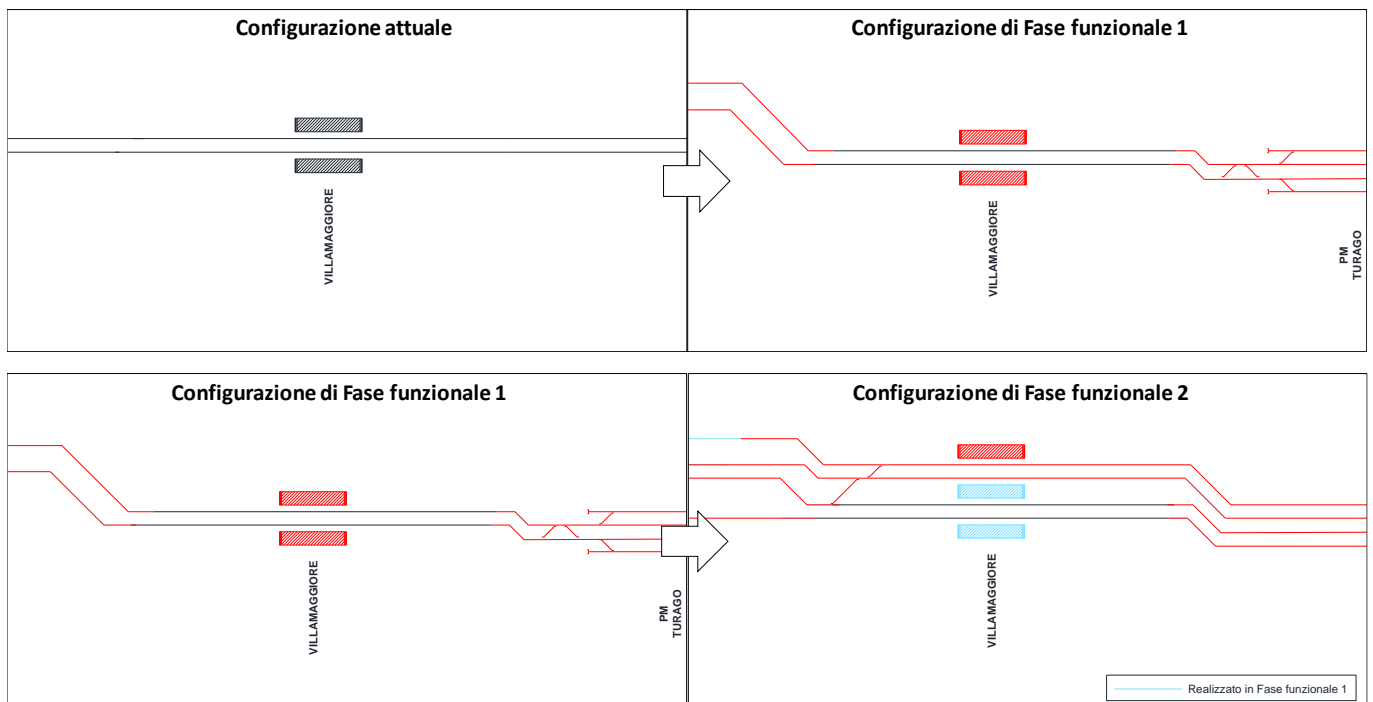 Configurazione attuale
Configurazione di Fase funzionale 1
VILLAMAGGIORE
VILLAMAGGIORE
PM
TURAGO
Configurazione di Fase funzionale 1
Configurazione di Fase funzionale 2
VILLAMAGGIORE
PM
TURAGO
VILLAMAGGIORE
Realizzato in Fase funzionale 1